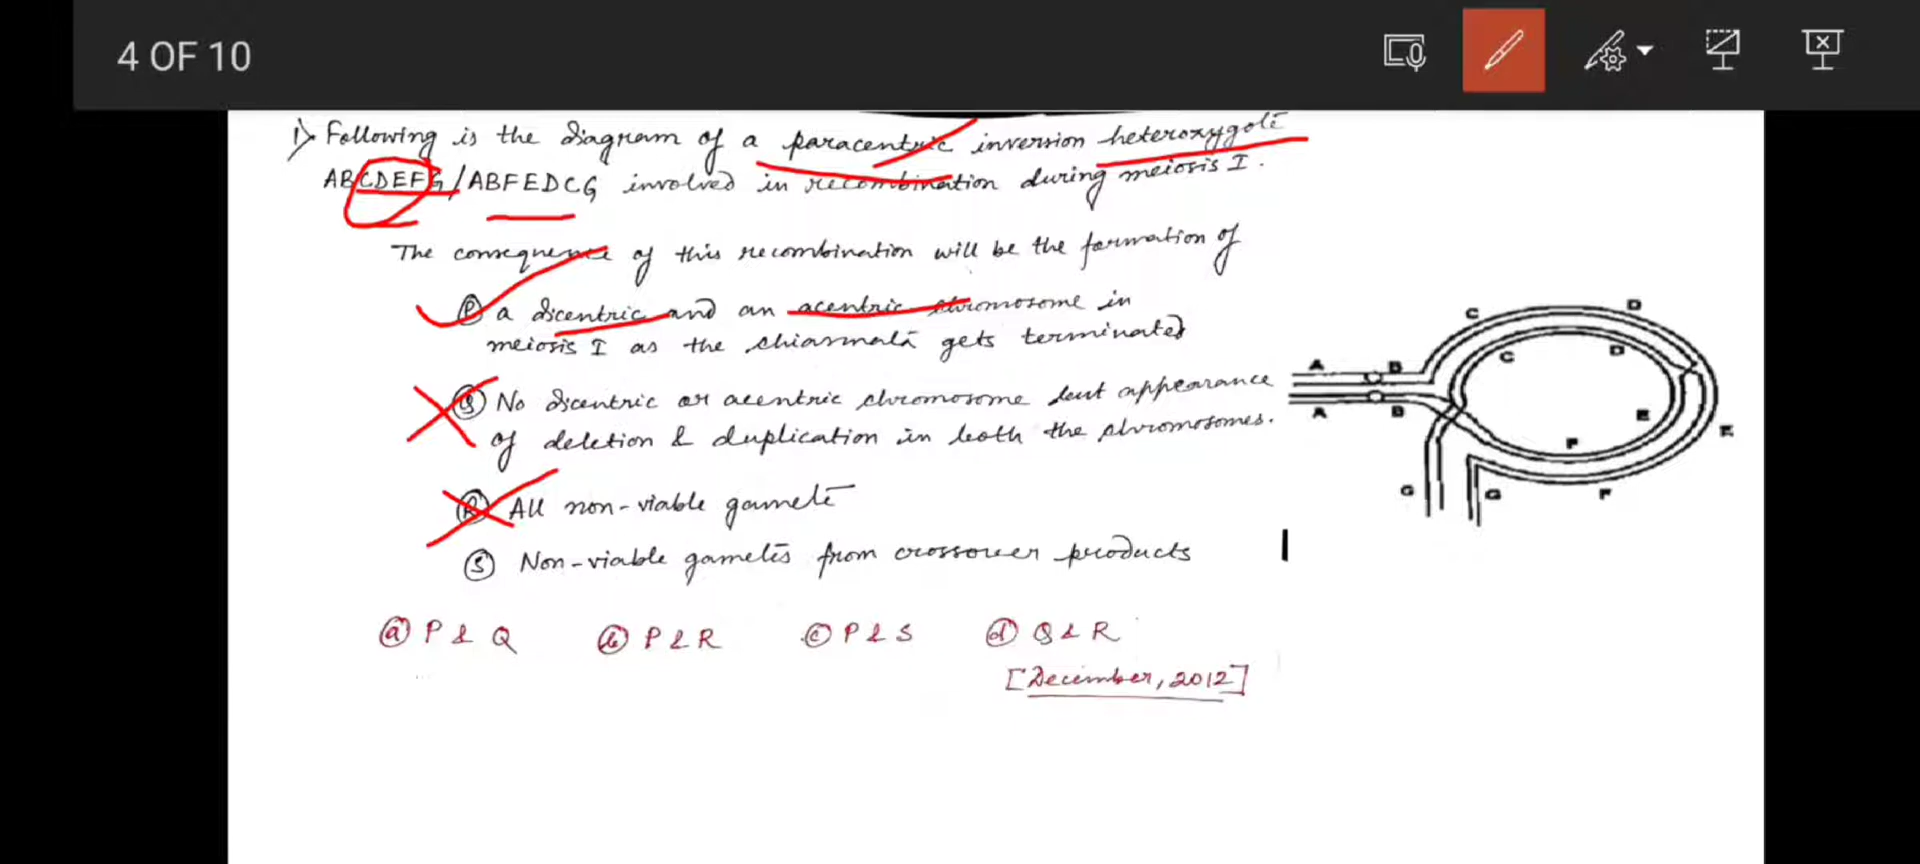 4 OF 10
1) Following is the diagram of a paracentric inversion heterozygote
ABCDEFG/ABFEDCG involved in recombination during meiosis I.
The consequence of this recombination will be the formation of
(P) a dicentric and an acentric chromosome in
meiosis I as the chiasmata gets terminated
(Q) No dicentric or acentric chromosome but appearance
of deletion & duplication in both the chromosomes.
(R) All non-viable gamete
(S) Non-viable gametes from crossover products
(a) P & Q (b) P & R (c) P & S (d) Q & R
[December, 2012]
C D
C D
A B
A B
E
F
E
G G F